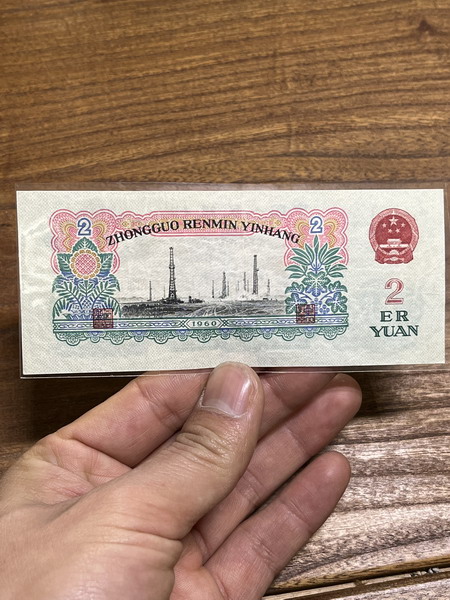 2
2
ZHONGGUO RENMIN YINHANG
1960
2
ER
YUAN